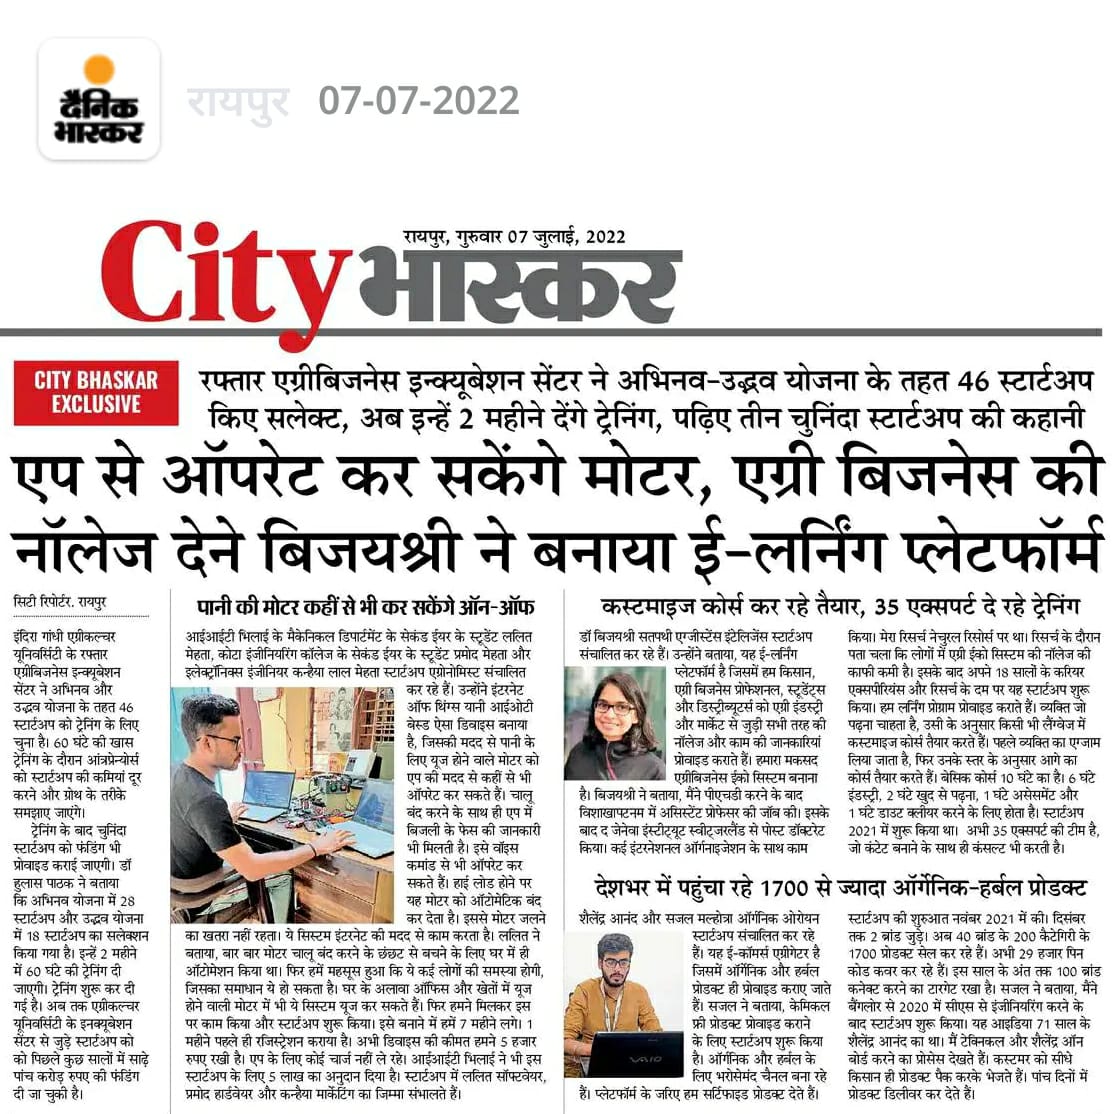 दैनिक
भास्कर
रायपुर 07-07-2022
रायपुर, गुरुवार 07 जुलाई, 2022
City भास्कर
CITY BHASKAR
EXCLUSIVE
रफ्तार एग्रीबिजनेस इन्क्यूबेशन सेंटर ने अभिनव-उद्भव योजना के तहत 46 स्टार्टअप
किए सलेक्ट, अब इन्हें 2 महीने देंगे ट्रेनिंग, पढ़िए तीन चुनिंदा स्टार्टअप की कहानी
एप से ऑपरेट कर सकेंगे मोटर, एग्री बिजनेस की
नॉलेज देने बिजयश्री ने बनाया ई-लर्निंग प्लेटफॉर्म
सिटी रिपोर्टर. रायपुर
इंदिरा गांधी एग्रीकल्चर
यूनिवर्सिटी के रफ्तार
एग्रीबिजनेस इन्क्यूबेशन
सेंटर ने अभिनव और
उद्भव योजना के तहत 46
स्टार्टअप को ट्रेनिंग के लिए
चुना है। 60 घंटे की खास
ट्रेनिंग के दौरान आंत्रप्रेन्योर्स
को स्टार्टअप की कमियां दूर
करने और ग्रोथ के तरीके
समझाए जाएंगे।
ट्रेनिंग के बाद चुनिंदा
स्टार्टअप को फंडिंग भी
प्रोवाइड कराई जाएगी। डॉ
हुलास पाठक ने बताया
कि अभिनव योजना में 28
स्टार्टअप और उद्भव योजना
में 18 स्टार्टअप का सलेक्शन
किया गया है। इन्हें 2 महीने
में 60 घंटे की ट्रेनिंग दी
जाएगी। ट्रेनिंग शुरू कर दी
गई है। अब तक एग्रीकल्चर
यूनिवर्सिटी के इनक्यूबेशन
सेंटर से जुड़े स्टार्टअप को
को पिछले कुछ सालों में साढ़े
पांच करोड़ रुपए की फंडिंग
दी जा चुकी है।
पानी की मोटर कहीं से भी कर सकेंगे ऑन-ऑफ
आईआईटी भिलाई के मैकेनिकल डिपार्टमेंट के सेकंड ईयर के स्टूडेंट ललित
मेहता, कोटा इंजीनियरिंग कॉलेज के सेकंड ईयर के स्टूडेंट प्रमोद मेहता और
इलेक्ट्रॉनिक्स इंजीनियर कन्हैया लाल मेहता स्टार्टअप एग्रोनोमिस्ट संचालित
कर रहे हैं। उन्होंने इंटरनेट
ऑफ थिंग्स यानी आईओटी
बेस्ड ऐसा डिवाइस बनाया
है, जिसकी मदद से पानी के
लिए यूज होने वाले मोटर को
एप की मदद से कहीं से भी
ऑपरेट कर सकते हैं। चालू
बंद करने के साथ ही एप में
बिजली के फेस की जानकारी
भी मिलती है। इसे वॉइस
कमांड से भी ऑपरेट कर
सकते हैं। हाई लोड होने पर
यह मोटर को ऑटोमेटिक बंद
कर देता है। इससे मोटर जलने
का खतरा नहीं रहता। ये सिस्टम इंटरनेट की मदद से काम करता है। ललित ने
बताया, बार बार मोटर चालू बंद करने के झंझट से बचने के लिए घर में ही
ऑटोमेशन किया था। फिर हमें महसूस हुआ कि ये कई लोगों की समस्या होगी,
जिसका समाधान ये हो सकता है। घर के अलावा ऑफिस और खेतों में यूज
होने वाली मोटर में भी ये सिस्टम यूज कर सकते हैं। फिर हमने मिलकर इस
पर काम किया और स्टार्टअप शुरू किया। इसे बनाने में हमें 7 महीने लगे। 1
महीने पहले ही रजिस्ट्रेशन कराया है। अभी डिवाइस की कीमत हमने 5 हजार
रुपए रखी है। एप के लिए कोई चार्ज नहीं ले रहे। आईआईटी भिलाई ने भी इस
स्टार्टअप के लिए 5 लाख का अनुदान दिया है। स्टार्टअप में ललित सॉफ्टवेयर,
प्रमोद हार्डवेयर और कन्हैया मार्केटिंग का जिम्मा संभालते हैं।
कस्टमाइज कोर्स कर रहे तैयार, 35 एक्सपर्ट दे रहे ट्रेनिंग
डॉ बिजयश्री सतपथी एग्जीस्टेंस इंटेलिजेंस स्टार्टअप
संचालित कर रहे हैं। उन्होंने बताया, यह ई-लर्निंग
प्लेटफॉर्म है जिसमें हम किसान,
एग्री बिजनेस प्रोफेशनल, स्टूडेंट्स
और डिस्ट्रीब्यूटर्स को एग्री इंडस्ट्री
और मार्केट से जुड़ी सभी तरह की
नॉलेज और काम की जानकारियां
प्रोवाइड कराते हैं। हमारा मकसद
एग्रीबिजनेस ईको सिस्टम बनाना
है। बिजयश्री ने बताया, मैंने पीएचडी करने के बाद
विशाखापटनम में असिस्टेंट प्रोफेसर की जॉब की। इसके
बाद द जेनेवा इंस्टीट्यूट स्वीट्जरलैंड से पोस्ट डॉक्टरेट
किया। कई इंटरनेशनल ऑर्गनाइजेशन के साथ काम
किया। मेरा रिसर्च नेचुरल रिसोर्स पर था। रिसर्च के दौरान
पता चला कि लोगों में एग्री ईको सिस्टम की नॉलेज की
काफी कमी है। इसके बाद अपने 18 सालों के करियर
एक्सपीरियंस और रिसर्च के दम पर यह स्टार्टअप शुरू
किया। हम लर्निंग प्रोग्राम प्रोवाइड कराते हैं। व्यक्ति जो
पढ़ना चाहता है, उसी के अनुसार किसी भी लैंग्वेज में
कस्टमाइज कोर्स तैयार करते हैं। पहले व्यक्ति का एग्जाम
लिया जाता है, फिर उनके स्तर के अनुसार आगे का
कोर्स तैयार करते हैं। बेसिक कोर्स 10 घंटे का है। 6 घंटे
इंडस्ट्री, 2 घंटे खुद से पढ़ना, 1 घंटे असेसमेंट और
1 घंटे डाउट क्लीयर करने के लिए होता है। स्टार्टअप
2021 में शुरू किया था। अभी 35 एक्सपर्ट की टीम है,
जो कंटेट बनाने के साथ ही कंसल्ट भी करती है।
देशभर में पहुंचा रहे 1700 से ज्यादा ऑर्गेनिक-हर्बल प्रोडक्ट
शैलेंद्र आनंद और सजल मल्होत्रा ऑर्गनिक ओरोयन
स्टार्टअप संचालित कर रहे
हैं। यह ई-कॉमर्स एग्रीगेटर है
जिसमें ऑर्गेनिक और हर्बल
प्रोडक्ट ही प्रोवाइड कराए जाते
हैं। सजल ने बताया, केमिकल
फ्री प्रोडक्ट प्रोवाइड कराने
के लिए स्टार्टअप शुरू किया
है। ऑर्गेनिक और हर्बल के
लिए भरोसेमंद चैनल बना रहे
हैं। प्लेटफॉर्म के जरिए हम सर्टिफाइड प्रोडक्ट देते हैं।
स्टार्टअप की शुरुआत नवंबर 2021 में की। दिसंबर
तक 2 ब्रांड जुड़े। अब 40 ब्रांड के 200 कैटेगिरी के
1700 प्रोडक्ट सेल कर रहे हैं। अभी 29 हजार पिन
कोड कवर कर रहे हैं। इस साल के अंत तक 100 ब्रांड
कनेक्ट करने का टारगेट रखा है। सजल ने बताया, मैंने
बैंगलोर से 2020 में सीएस से इंजीनियरिंग करने के
बाद स्टार्टअप शुरू किया। यह आइडिया 71 साल के
शैलेंद्र आनंद का था। मैं टेक्निकल और शैलेंद्र ऑन
बोर्ड करने का प्रोसेस देखते हैं। कस्टमर को सीधे
किसान ही प्रोडक्ट पैक करके भेजते हैं। पांच दिनों में
प्रोडक्ट डिलीवर कर देते हैं।
VAIO